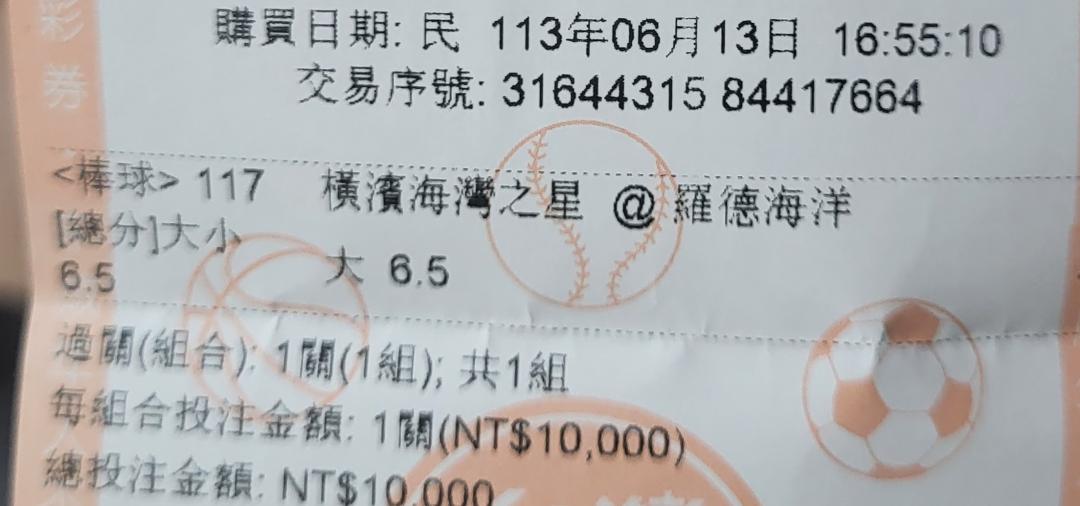 彩券
購買日期: 民 113年06月13日 16:55:10
交易序號: 31644315 84417664
<棒球> 117 橫濱海灣之星 @ 羅德海洋
[總分]大小
6.5 大 6.5
過關(組合): 1關(1組); 共1組
每組合投注金額: 1關(NT$10,000)
總投注金額: NT$10,000